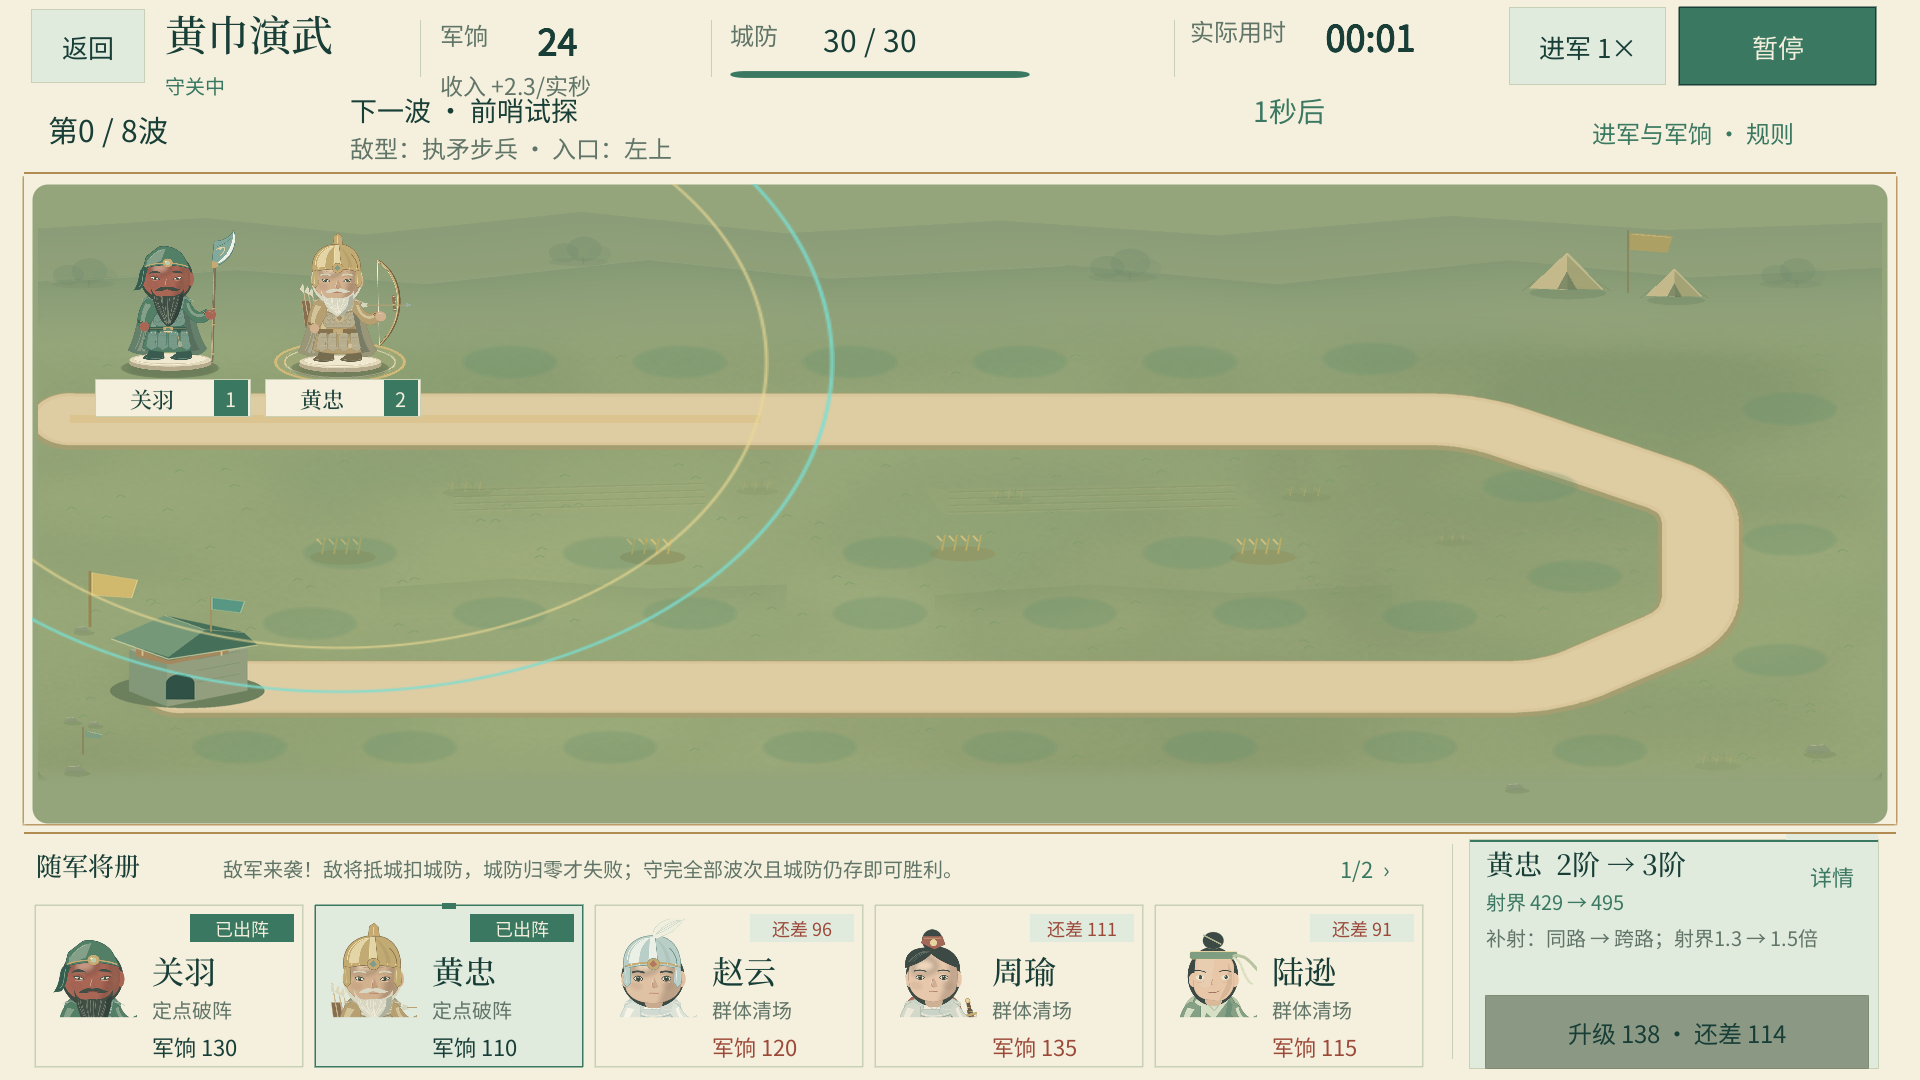 返回
黄巾演武
守关中
军饷 24
收入 +2.3/实秒
城防 30 / 30
实际用时 00:01
进军 1×
暂停
第0 / 8波
下一波 · 前哨试探
敌型：执矛步兵 · 入口：左上
1秒后
进军与军饷 · 规则
关羽 1
黄忠 2
随军将册
敌军来袭！敌将抵城扣城防，城防归零才失败；守完全部波次且城防仍存即可胜利。
1/2 ›
已出阵
关羽
定点破阵
军饷 130
已出阵
黄忠
定点破阵
军饷 110
还差 96
赵云
群体清场
军饷 120
还差 111
周瑜
群体清场
军饷 135
还差 91
陆逊
群体清场
军饷 115
黄忠 2阶 → 3阶
详情
射界 429 → 495
补射：同路 → 跨路；射界1.3 → 1.5倍
升级 138 · 还差 114